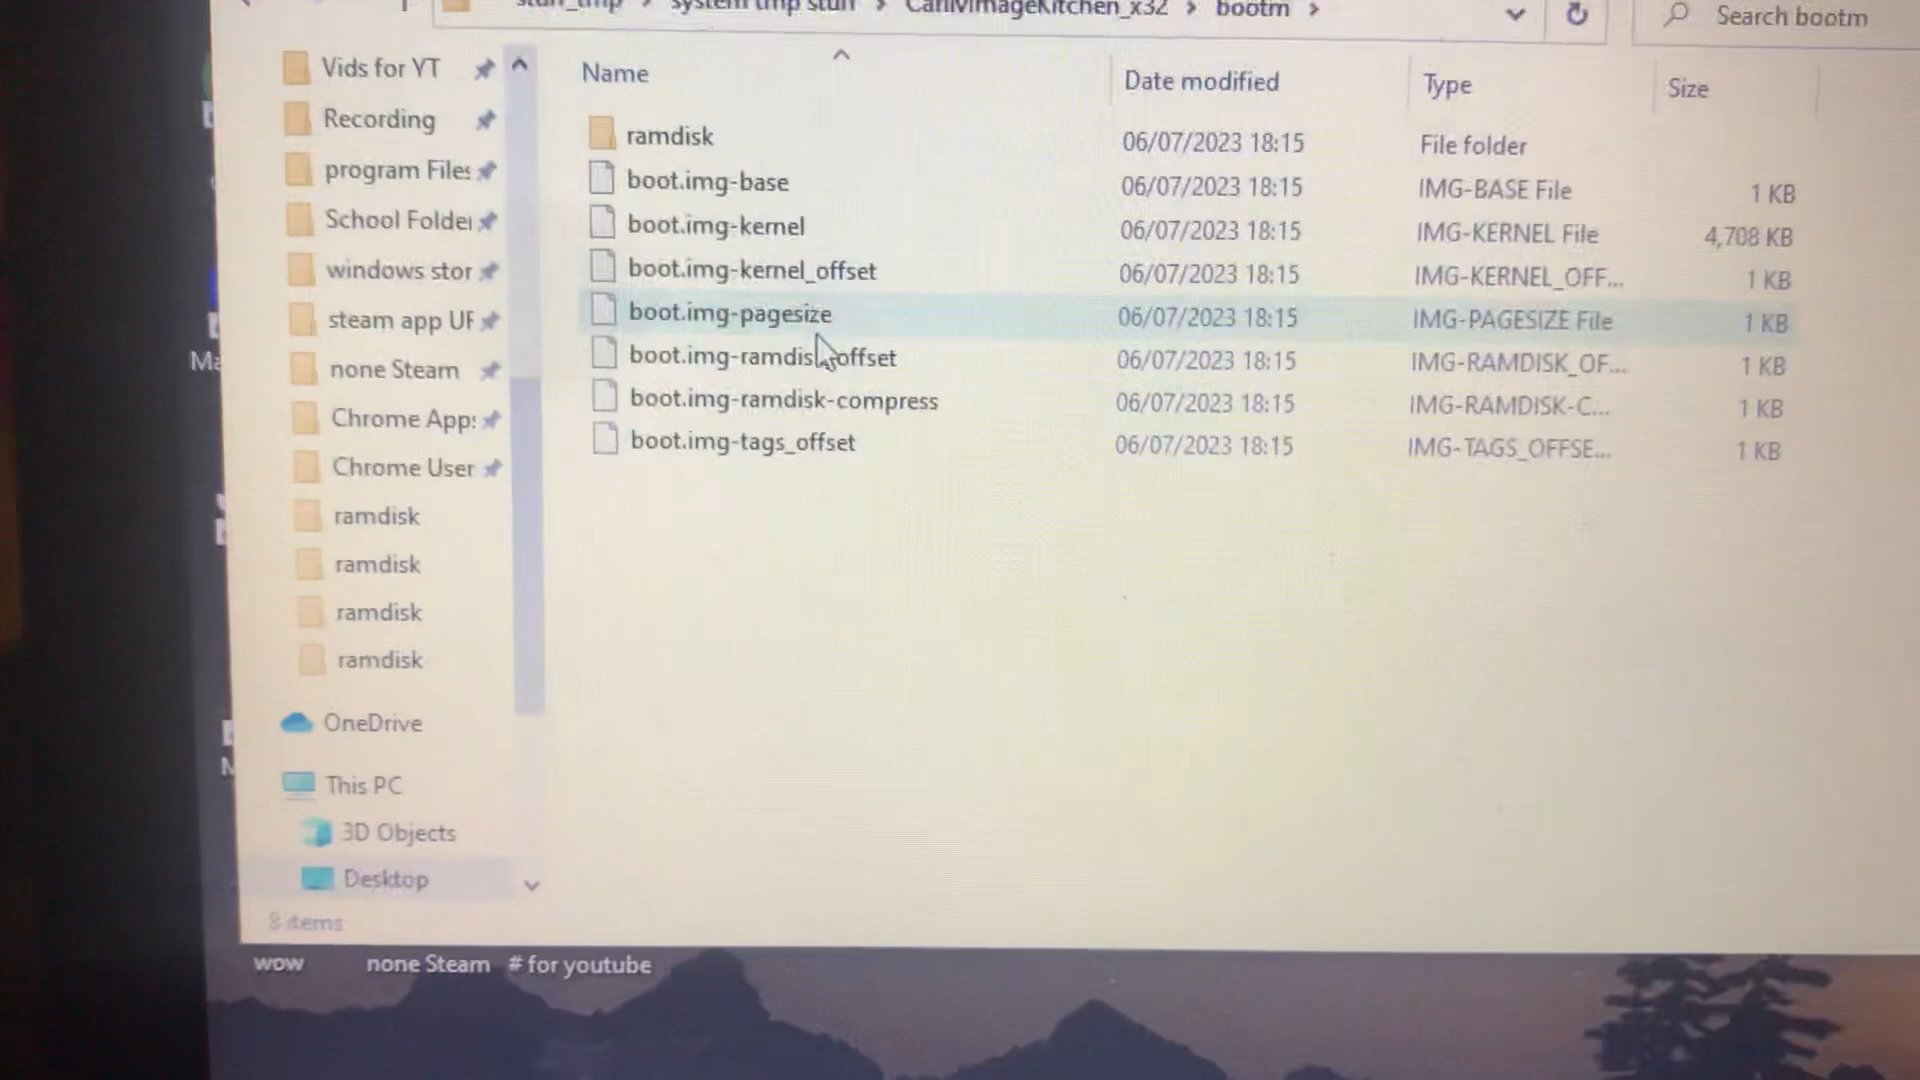 system tmp stuff > CarlivImageKitchen_x32 > bootm >
Search bootm
Name Date modified Type Size
ramdisk 06/07/2023 18:15 File folder
boot.img-base 06/07/2023 18:15 IMG-BASE File 1 KB
boot.img-kernel 06/07/2023 18:15 IMG-KERNEL File 4,708 KB
boot.img-kernel_offset 06/07/2023 18:15 IMG-KERNEL_OFF... 1 KB
boot.img-pagesize 06/07/2023 18:15 IMG-PAGESIZE File 1 KB
boot.img-ramdisk_offset 06/07/2023 18:15 IMG-RAMDISK_OF... 1 KB
boot.img-ramdisk-compress 06/07/2023 18:15 IMG-RAMDISK-C... 1 KB
boot.img-tags_offset 06/07/2023 18:15 IMG-TAGS_OFFSE... 1 KB
Vids for YT
Recording
program Files
School Folder
windows stor
steam app UF
none Steam
Chrome Apps
Chrome User
ramdisk
ramdisk
ramdisk
ramdisk
OneDrive
This PC
3D Objects
Desktop
8 items
Ma
wow none Steam # for youtube